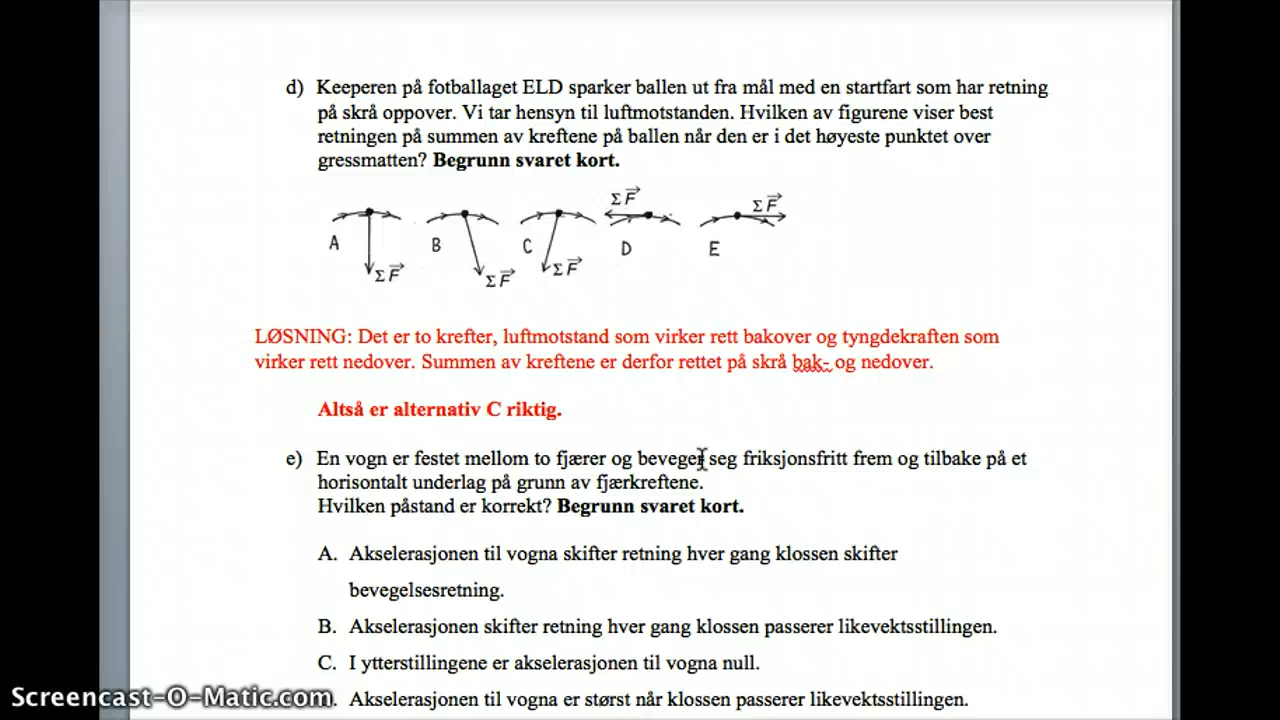 d) Keeperen på fotballaget ELD sparker ballen ut fra mål med en startfart som har retning
på skrå oppover. Vi tar hensyn til luftmotstanden. Hvilken av figurene viser best
retningen på summen av kreftene på ballen når den er i det høyeste punktet over
gressmatten? Begrunn svaret kort.
A ΣF⃗ B ΣF⃗ C ΣF⃗ D ΣF⃗ E ΣF⃗
LØSNING: Det er to krefter, luftmotstand som virker rett bakover og tyngdekraften som
virker rett nedover. Summen av kreftene er derfor rettet på skrå bak- og nedover.
Altså er alternativ C riktig.
e) En vogn er festet mellom to fjærer og beveger seg friksjonsfritt frem og tilbake på et
horisontalt underlag på grunn av fjærkreftene.
Hvilken påstand er korrekt? Begrunn svaret kort.
A. Akselerasjonen til vogna skifter retning hver gang klossen skifter
bevegelsesretning.
B. Akselerasjonen skifter retning hver gang klossen passerer likevektsstillingen.
C. I ytterstillingene er akselerasjonen til vogna null.
Akselerasjonen til vogna er størst når klossen passerer likevektsstillingen.
Screencast-O-Matic.com